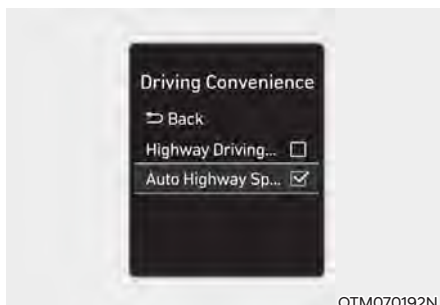 Driving Convenience
Back
Highway Driving...
Auto Highway Sp...
OTM070192N